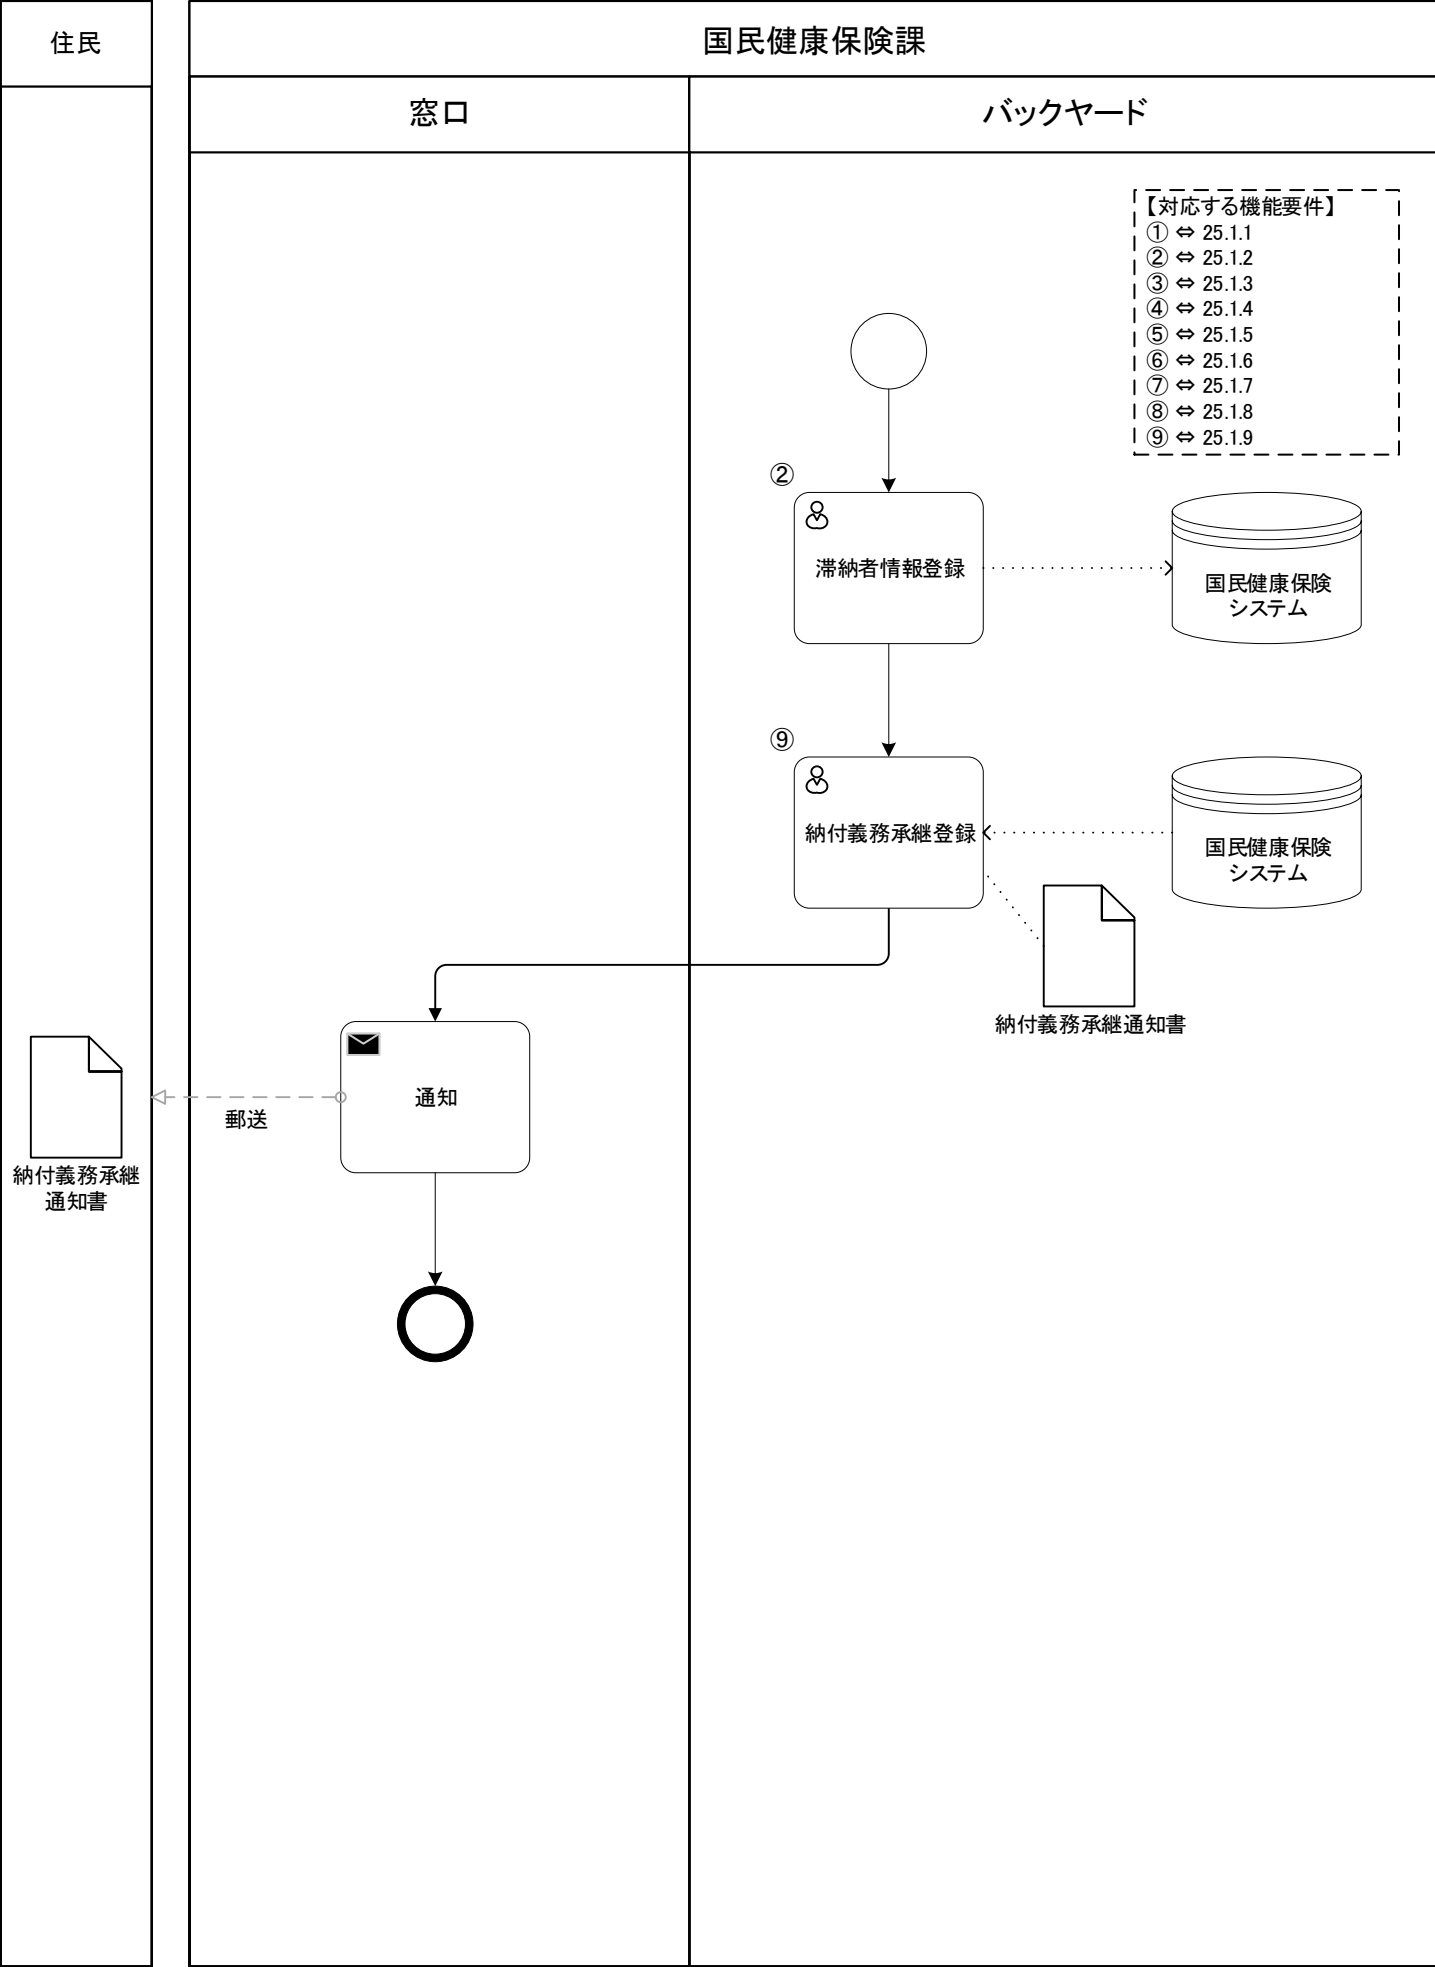 住民
国民健康保険課
窓口
バックヤード
【対応する機能要件】
① ⇔ 25.1.1
② ⇔ 25.1.2
③ ⇔ 25.1.3
④ ⇔ 25.1.4
⑤ ⇔ 25.1.5
⑥ ⇔ 25.1.6
⑦ ⇔ 25.1.7
⑧ ⇔ 25.1.8
⑨ ⇔ 25.1.9
②
滞納者情報登録
国民健康保険
システム
⑨
納付義務承継登録
国民健康保険
システム
納付義務承継通知書
通知
郵送
納付義務承継
通知書